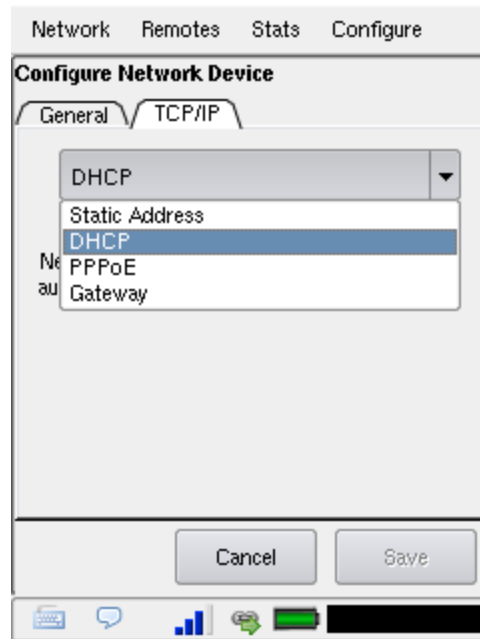 Network Remotes Stats Configure
Configure Network Device
General TCP/IP
DHCP
Static Address
DHCP
PPPoE
Gateway
Cancel Save